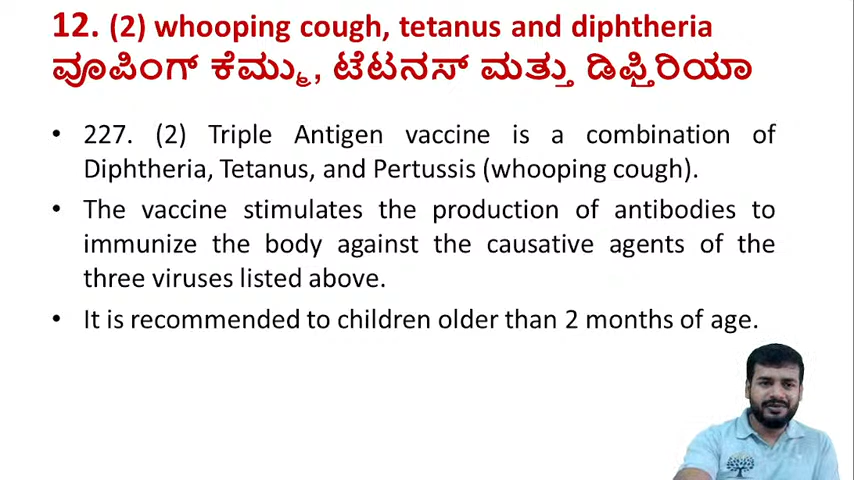 12. (2) whooping cough, tetanus and diphtheria
ವೂಪಿಂಗ್ ಕೆಮ್ಮು, ಟೆಟನಸ್ ಮತ್ತು ಡಿಫ್ತಿರಿಯಾ
• 227. (2) Triple Antigen vaccine is a combination of
Diphtheria, Tetanus, and Pertussis (whooping cough).
• The vaccine stimulates the production of antibodies to
immunize the body against the causative agents of the
three viruses listed above.
• It is recommended to children older than 2 months of age.